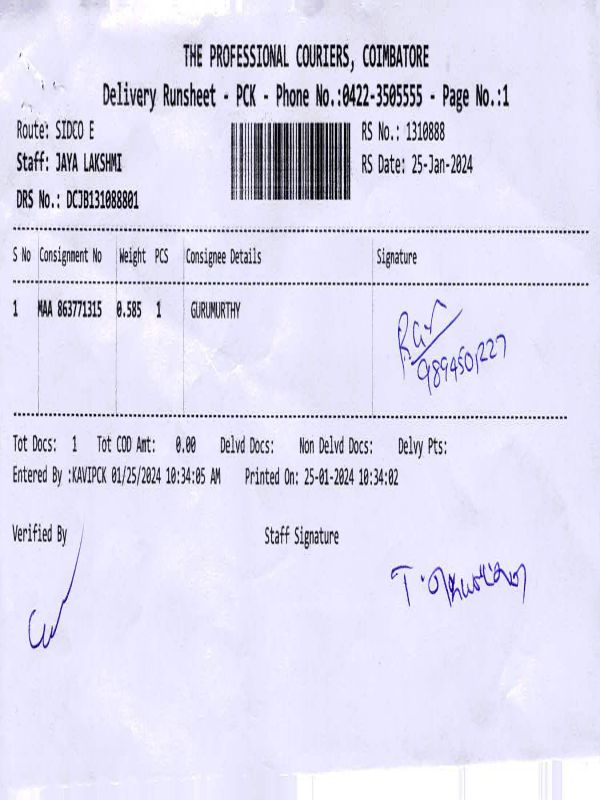 THE PROFESSIONAL COURIERS, COIMBATORE
Delivery Runsheet - PCK - Phone No.:0422-3505555 - Page No.:1
Route: SIDCO E
RS No.: 1310888
Staff: JAYA LAKSHMI
RS Date: 25-Jan-2024
DRS No.: DCJB131088801
S No Consignment No Weight PCS Consignee Details Signature
1 MAA 863771315 0.585 1 GURUMURTHY
9894501227
Tot Docs: 1 Tot COD Amt: 0.00 Delvd Docs: Non Delvd Docs: Delvy Pts:
Entered By :KAVIPCK 01/25/2024 10:34:05 AM Printed On: 25-01-2024 10:34:02
Verified By Staff Signature